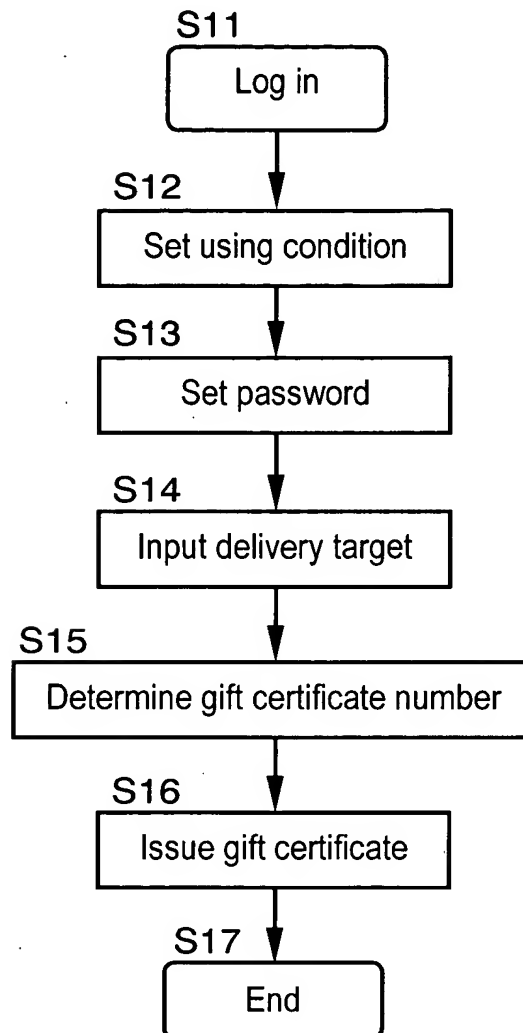 S11
Log in
S12
Set using condition
S13
Set password
S14
Input delivery target
S15
Determine gift certificate number
S16
Issue gift certificate
S17
End